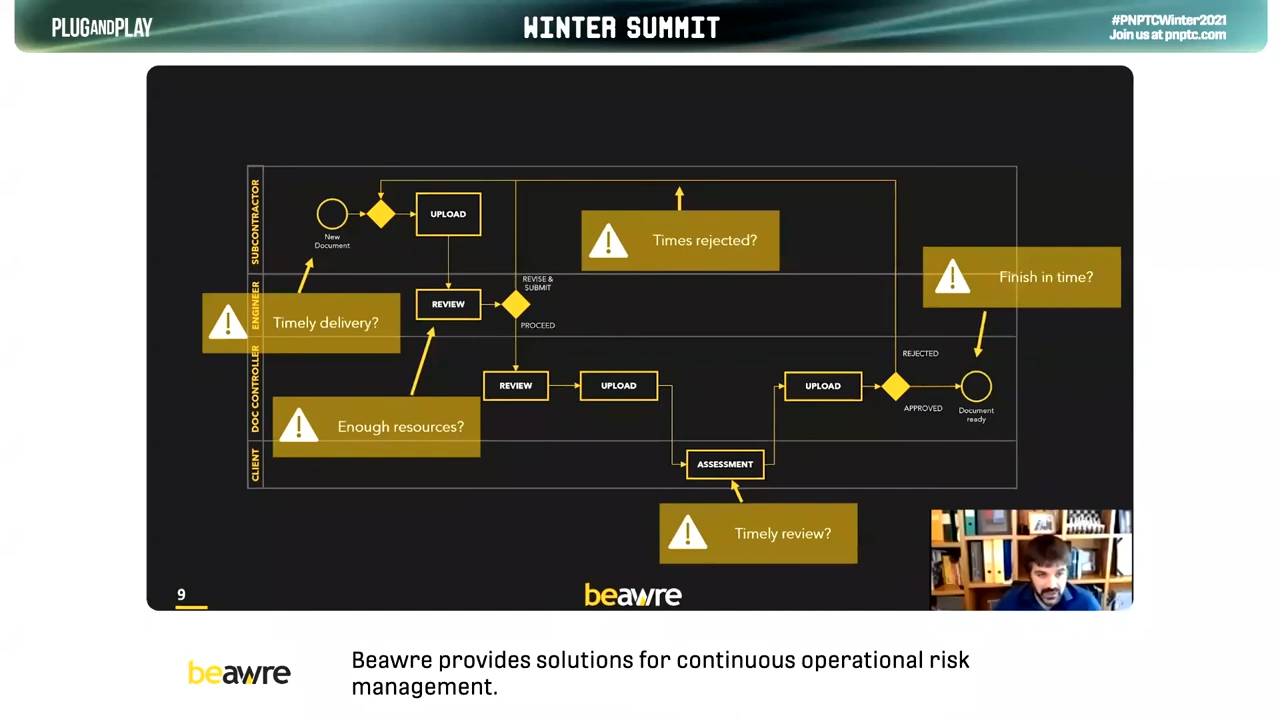 PLUGANDPLAY
WINTER SUMMIT
#PNPTCWinter2021
Join us at pnptc.com
SUBCONTRACTOR
New
Document
UPLOAD
Times rejected?
Finish in time?
ENGINEER
Timely delivery?
REVIEW
REVISE &
SUBMIT
PROCEED
DOC CONTROLLER
Enough resources?
REVIEW
UPLOAD
UPLOAD
REJECTED
APPROVED
Document
ready
CLIENT
ASSESSMENT
Timely review?
9
beawre
beawre
Beawre provides solutions for continuous operational risk
management.